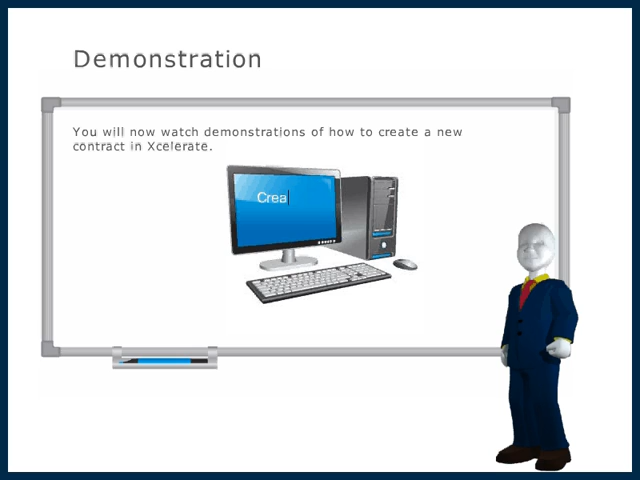 Demonstration
You will now watch demonstrations of how to create a new
contract in Xcelerate.
Crea